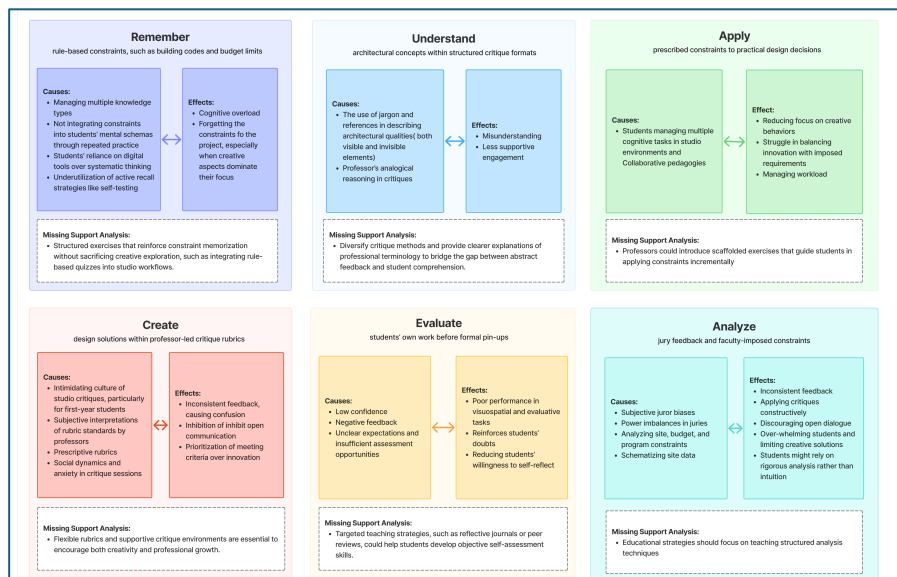 Remember
rule-based constraints, such as building codes and budget limits
Causes:
• Managing multiple knowledge
types
• Not integrating constraints
into students' mental schemas
through repeated practice
• Students' reliance on digital
tools over systematic thinking
• Underutilization of active recall
strategies like self-testing
Effects:
• Cognitive overload
• Forgetting the
constraints fo the
project, especially
when creative
aspects dominate
their focus
Missing Support Analysis:
• Structured exercises that reinforce constraint memorization
without sacrificing creative exploration, such as integrating rule-
based quizzes into studio workflows.
Understand
architectural concepts within structured critique formats
Causes:
• The use of jargon and
references in describing
architectural qualities( both
visible and invisible
elements)
• Professor's analogical
reasoning in critiques
Effects:
• Misunderstanding
• Less supportive
engagement
Missing Support Analysis:
• Diversify critique methods and provide clearer explanations of
professional terminology to bridge the gap between abstract
feedback and student comprehension.
Apply
prescribed constraints to practical design decisions
Causes:
• Students managing multiple
cognitive tasks in studio
environments and
Collaborative pedagogies
Effect:
• Reducing focus on creative
behaviors
• Struggle in balancing
innovation with imposed
requirements
• Managing workload
Missing Support Analysis:
• Professors could introduce scaffolded exercises that guide students in
applying constraints incrementally
Create
design solutions within professor-led critique rubrics
Causes:
• Intimidating culture of
studio critiques, particularly
for first-year students
• Subjective interpretations
of rubric standards by
professors
• Prescriptive rubrics
• Social dynamics and
anxiety in critique sessions
Effects:
• Inconsistent feedback,
causing confusion
• Inhibition of inhibit open
communication
• Prioritization of meeting
criteria over innovation
Missing Support Analysis:
• Flexible rubrics and supportive critique environments are essential to
encourage both creativity and professional growth.
Evaluate
students' own work before formal pin-ups
Causes:
• Low confidence
• Negative feedback
• Unclear expectations and
insufficient assessment
opportunities
Effects:
• Poor performance in
visuospatial and evaluative
tasks
• Reinforces students'
doubts
• Reducing students'
willingness to self-reflect
Missing Support Analysis:
• Targeted teaching strategies, such as reflective journals or peer
reviews, could help students develop objective self-assessment
skills.
Analyze
jury feedback and faculty-imposed constraints
Causes:
• Subjective juror biases
• Power imbalances in juries
• Analyzing site, budget, and
program constraints
• Schematizing site data
Effects:
• Inconsistent feedback
• Applying critiques
constructively
• Discouraging open dialogue
• Over-whelming students and
limiting creative solutions
• Students might rely on
rigorous analysis rather than
intuition
Missing Support Analysis:
• Educational strategies should focus on teaching structured analysis
techniques